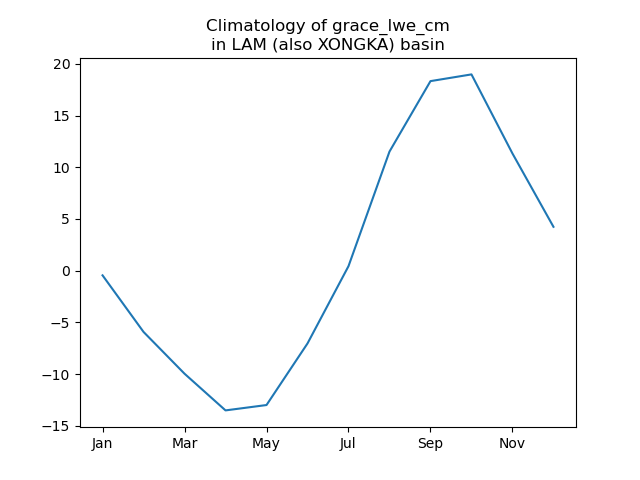 Climatology of grace_lwe_cm
in LAM (also XONGKA) basin
20
15
10
5
0
−5
−10
−15
Jan Mar May Jul Sep Nov